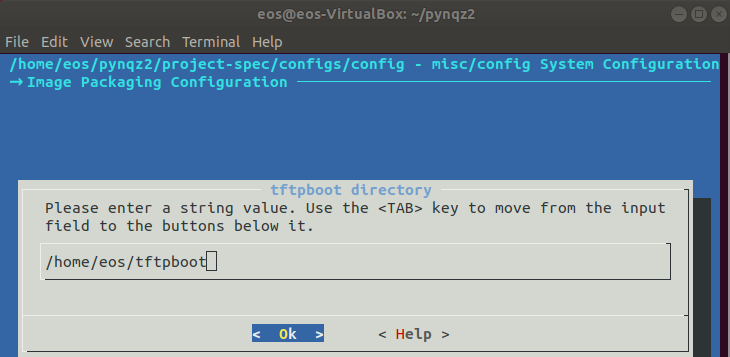 eos@eos-VirtualBox: ~/pynqz2
File Edit View Search Terminal Help
/home/eos/pynqz2/project-spec/configs/config - misc/config System Configuration
→ Image Packaging Configuration
tftpboot directory
Please enter a string value. Use the <TAB> key to move from the input
field to the buttons below it.
/home/eos/tftpboot
< Ok > < Help >